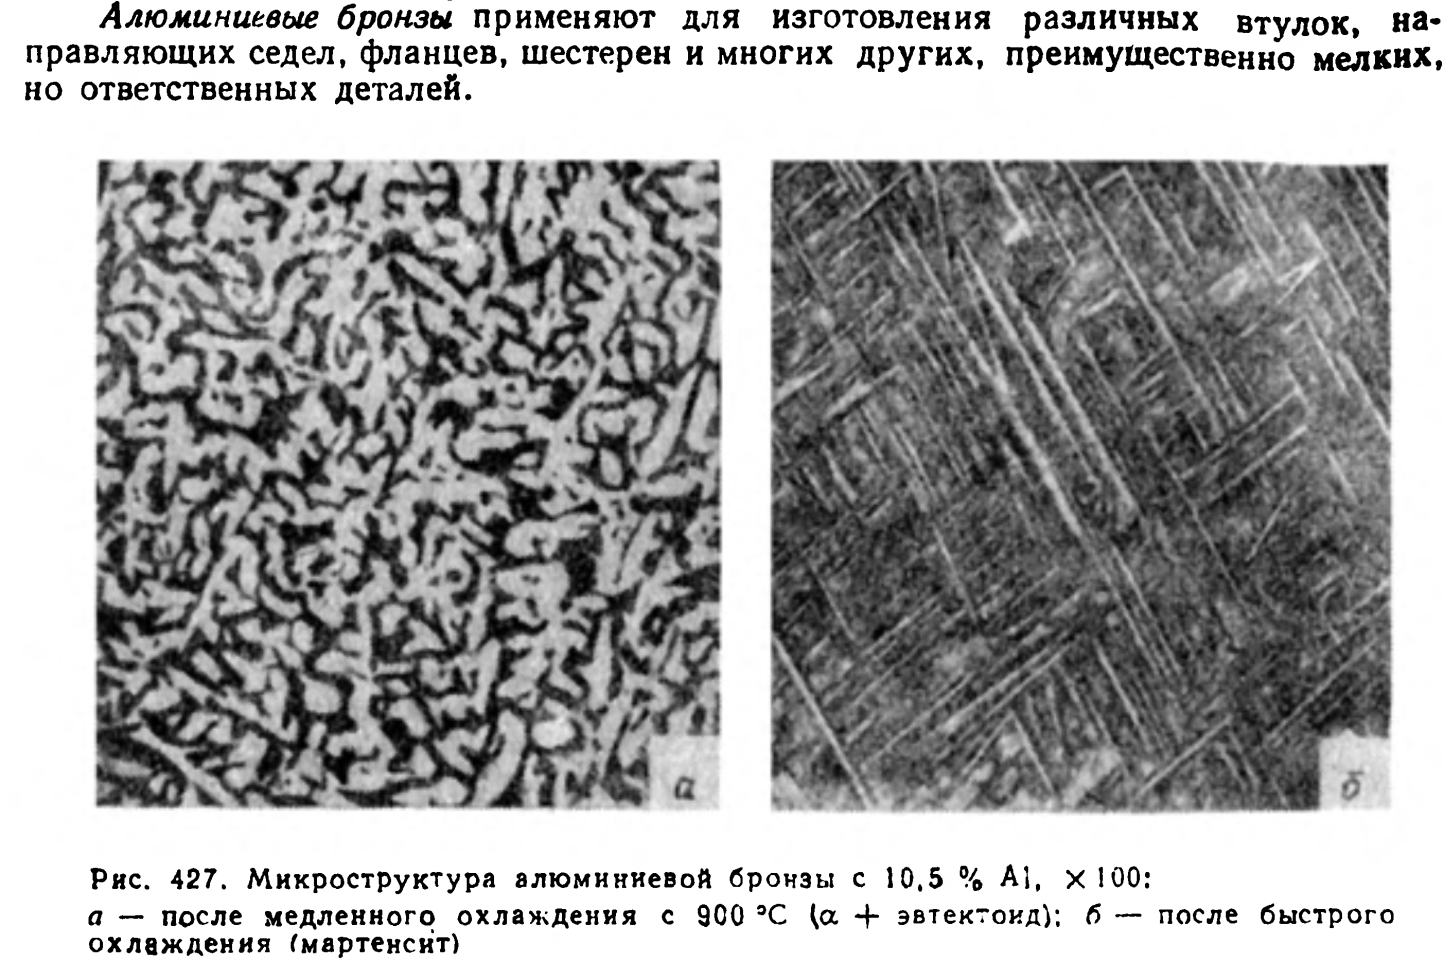 Алюминиевые бронзы применяют для изготовления различных втулок, на-
правляющих седел, фланцев, шестерен и многих других, преимущественно мелких,
но ответственных деталей.
а
б
Рис. 427. Микроструктура алюминиевой бронзы с 10,5 % Al, ×100:
а — после медленного охлаждения с 900 °C (α + эвтектоид); б — после быстрого
охлаждения (мартенсит)